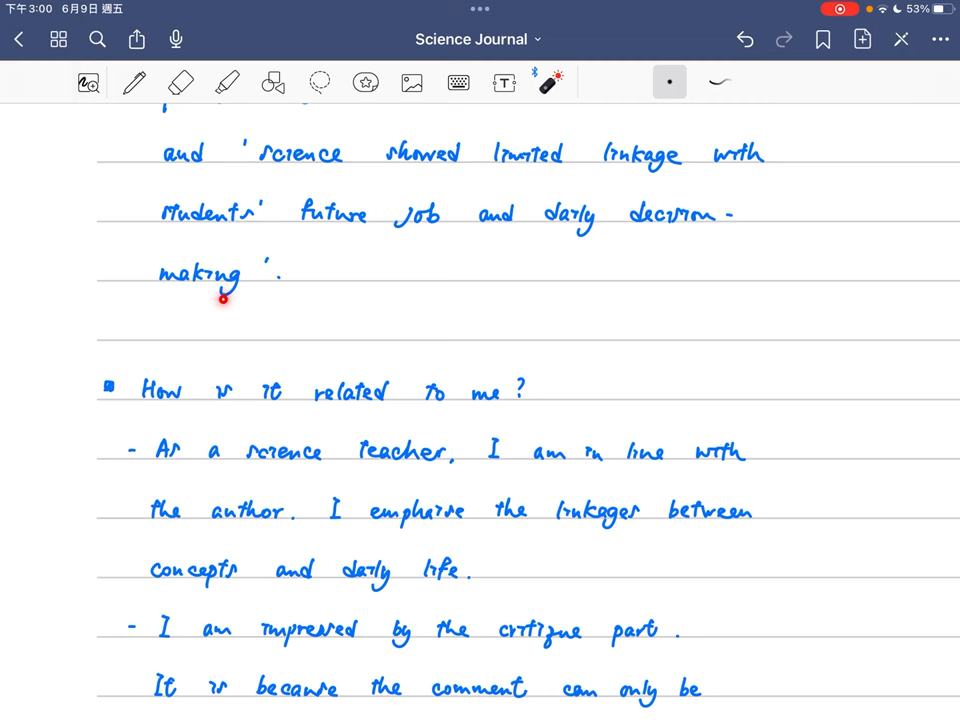 下午3:00 6月9日 週五
53%
Science Journal
and 'science showed limited linkage with
students' future job and daily decision-
making'.
How is it related to me?
- As a science teacher, I am in line with
the author. I emphasise the linkages between
concepts and daily life.
- I am impressed by the critique part.
It is because the comment can only be